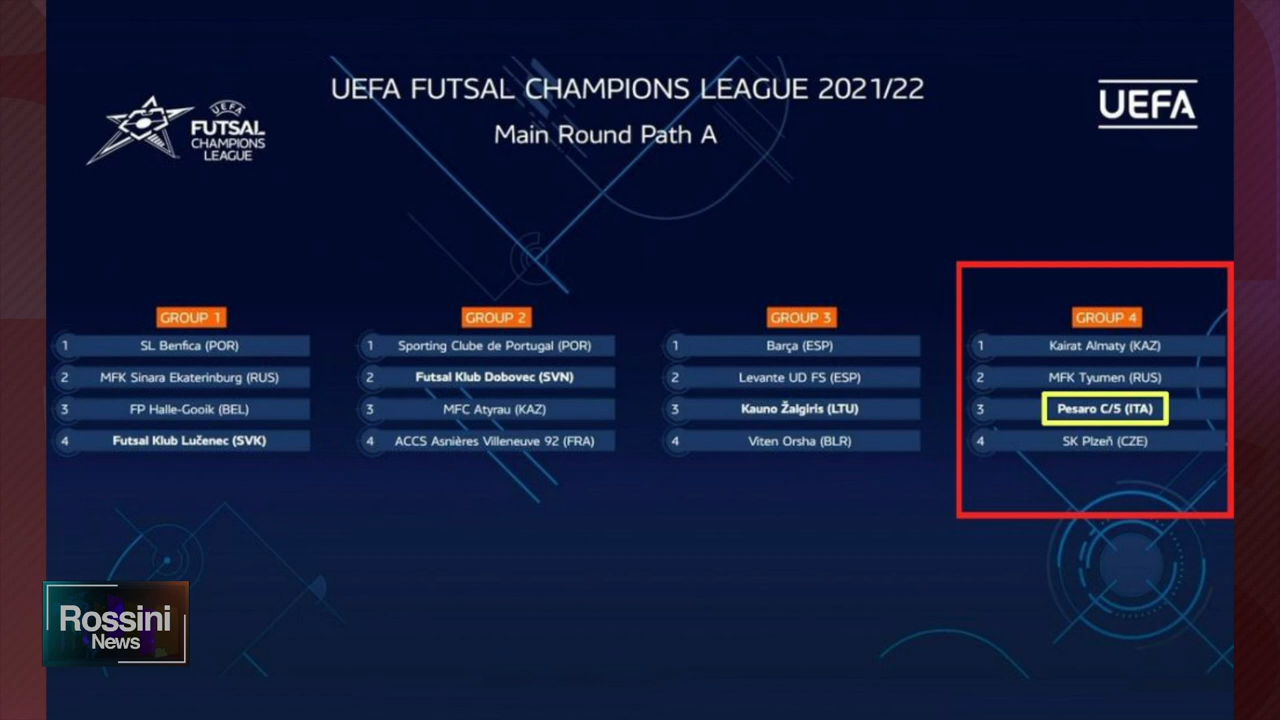 UEFA FUTSAL CHAMPIONS LEAGUE 2021/22
Main Round Path A
UEFA
FUTSAL
CHAMPIONS
LEAGUE
UEFA
GROUP 1
1 SL Benfica (POR)
2 MFK Sinara Ekaterinburg (RUS)
3 FP Halle-Gooik (BEL)
4 Futsal Klub Lučenec (SVK)
GROUP 2
1 Sporting Clube de Portugal (POR)
2 Futsal Klub Dobovec (SVN)
3 MFC Atyrau (KAZ)
4 ACCS Asnières Villeneuve 92 (FRA)
GROUP 3
1 Barça (ESP)
2 Levante UD FS (ESP)
3 Kauno Žalgiris (LTU)
4 Viten Orsha (BLR)
GROUP 4
1 Kairat Almaty (KAZ)
2 MFK Tyumen (RUS)
3 Pesaro C/5 (ITA)
4 SK Plzeň (CZE)
Rossini
News